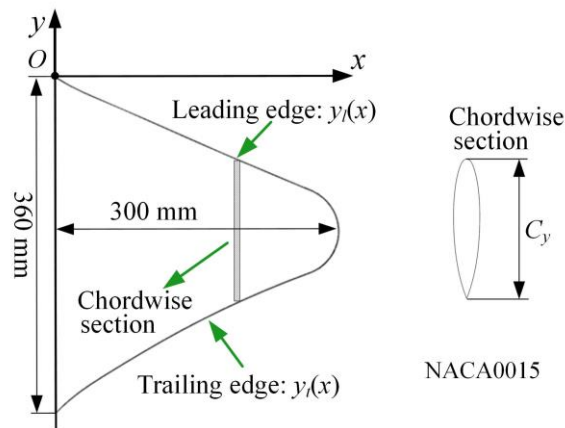 y
O
x
Leading edge: yl(x)
Chordwise
section
360 mm
300 mm
Cy
Chordwise
section
Trailing edge: yt(x)
NACA0015